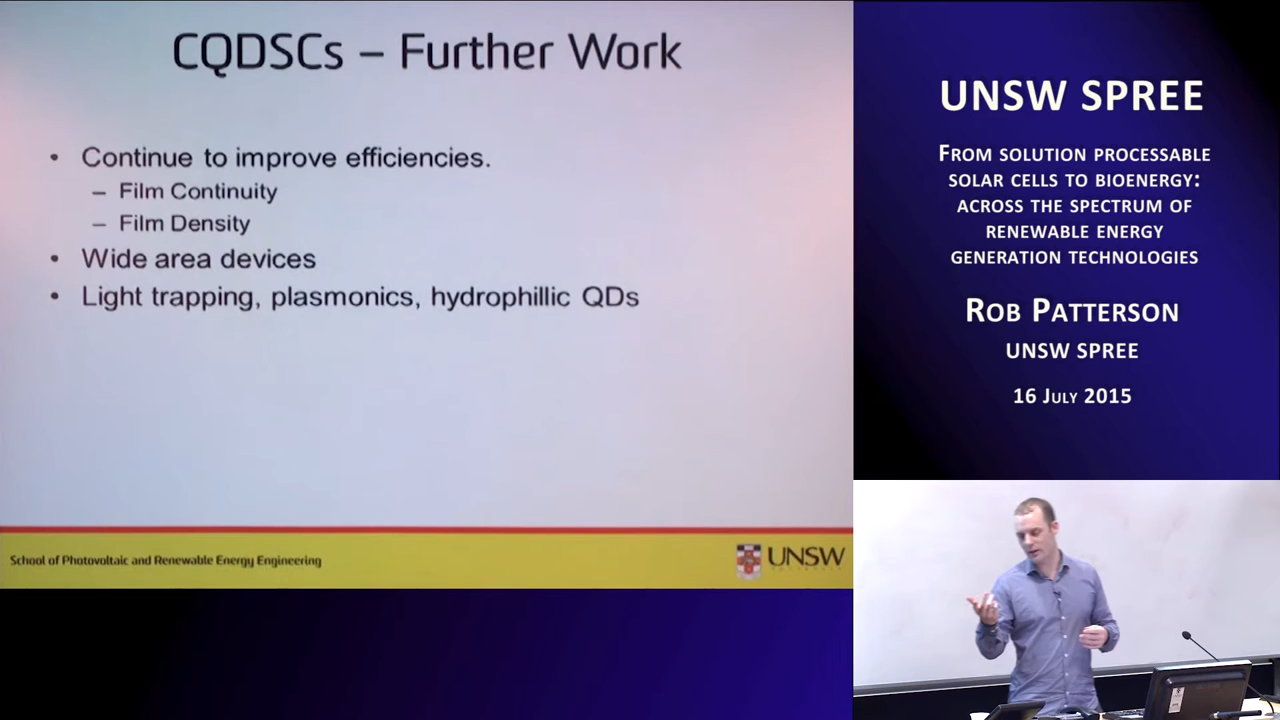 CQDSCs – Further Work
• Continue to improve efficiencies.
– Film Continuity
– Film Density
• Wide area devices
• Light trapping, plasmonics, hydrophillic QDs
School of Photovoltaic and Renewable Energy Engineering
UNSW
UNSW SPREE
FROM SOLUTION PROCESSABLE
SOLAR CELLS TO BIOENERGY:
ACROSS THE SPECTRUM OF
RENEWABLE ENERGY
GENERATION TECHNOLOGIES
ROB PATTERSON
UNSW SPREE
16 JULY 2015